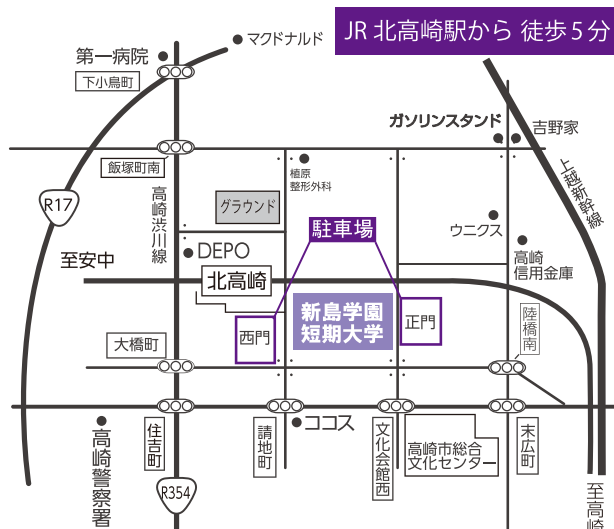 JR 北高崎駅から 徒歩5分
マクドナルド
第一病院
下小鳥町
ガソリンスタンド
吉野家
飯塚町南
植原
整形外科
上越新幹線
R17
高崎渋川線
グラウンド
駐車場
ウニクス
DEPO
至安中
北高崎
高崎
信用金庫
新島学園
短期大学
西門
正門
陸橋南
大橋町
高崎警察署
住吉町
請地町
ココス
文化会館西
高崎市総合
文化センター
末広町
R354
至高崎